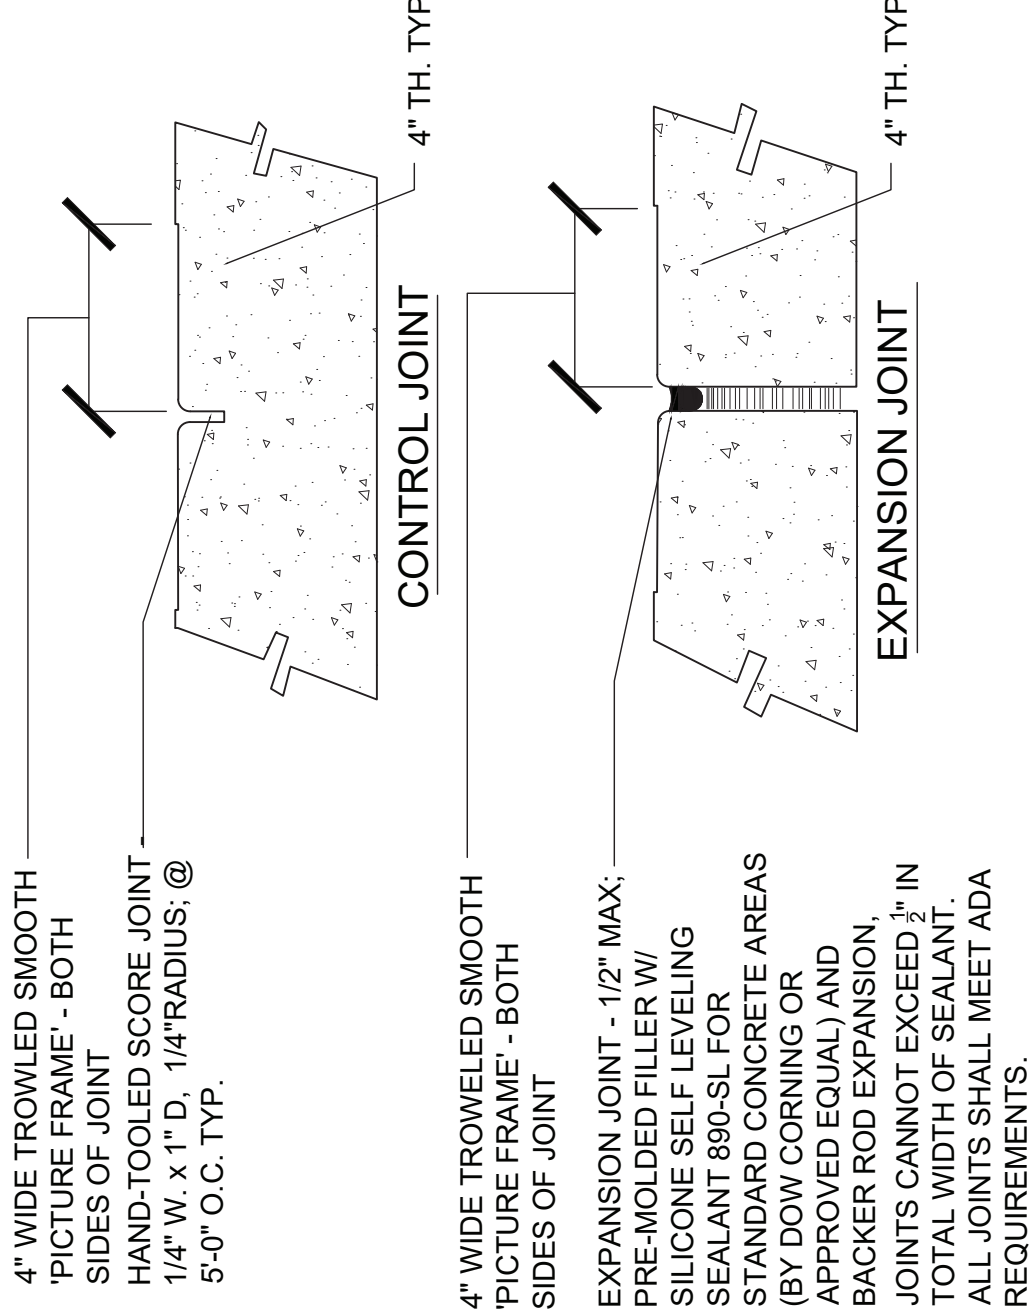 4" WIDE TROWLED SMOOTH
'PICTURE FRAME' - BOTH
SIDES OF JOINT
HAND-TOOLED SCORE JOINT -
1/4" W. x 1" D, 1/4"RADIUS; @
5'-0" O.C. TYP.
4" TH. TYP
CONTROL JOINT
4" WIDE TROWELED SMOOTH
'PICTURE FRAME' - BOTH
SIDES OF JOINT
EXPANSION JOINT - 1/2" MAX;
PRE-MOLDED FILLER W/
SILICONE SELF LEVELING
SEALANT 890-SL FOR
STANDARD CONCRETE AREAS
(BY DOW CORNING OR
APPROVED EQUAL) AND
BACKER ROD EXPANSION,
JOINTS CANNOT EXCEED 1/2" IN
TOTAL WIDTH OF SEALANT.
ALL JOINTS SHALL MEET ADA
REQUIREMENTS.
4" TH. TYP
EXPANSION JOINT